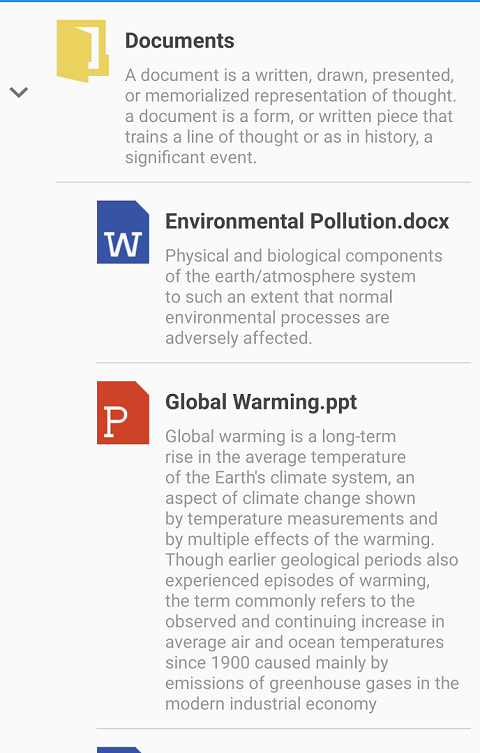 Documents
A document is a written, drawn, presented,
or memorialized representation of thought.
a document is a form, or written piece that
trains a line of thought or as in history, a
significant event.
W
Environmental Pollution.docx
Physical and biological components
of the earth/atmosphere system
to such an extent that normal
environmental processes are
adversely affected.
P
Global Warming.ppt
Global warming is a long-term
rise in the average temperature
of the Earth's climate system, an
aspect of climate change shown
by temperature measurements and
by multiple effects of the warming.
Though earlier geological periods also
experienced episodes of warming,
the term commonly refers to the
observed and continuing increase in
average air and ocean temperatures
since 1900 caused mainly by
emissions of greenhouse gases in the
modern industrial economy